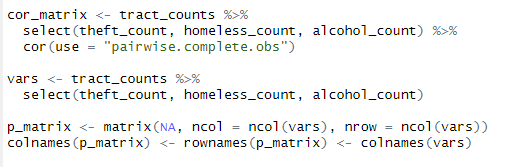 cor_matrix <- tract_counts %>%
  select(theft_count, homeless_count, alcohol_count) %>%
  cor(use = "pairwise.complete.obs")

vars <- tract_counts %>%
  select(theft_count, homeless_count, alcohol_count)

p_matrix <- matrix(NA, ncol = ncol(vars), nrow = ncol(vars))
colnames(p_matrix) <- rownames(p_matrix) <- colnames(vars)